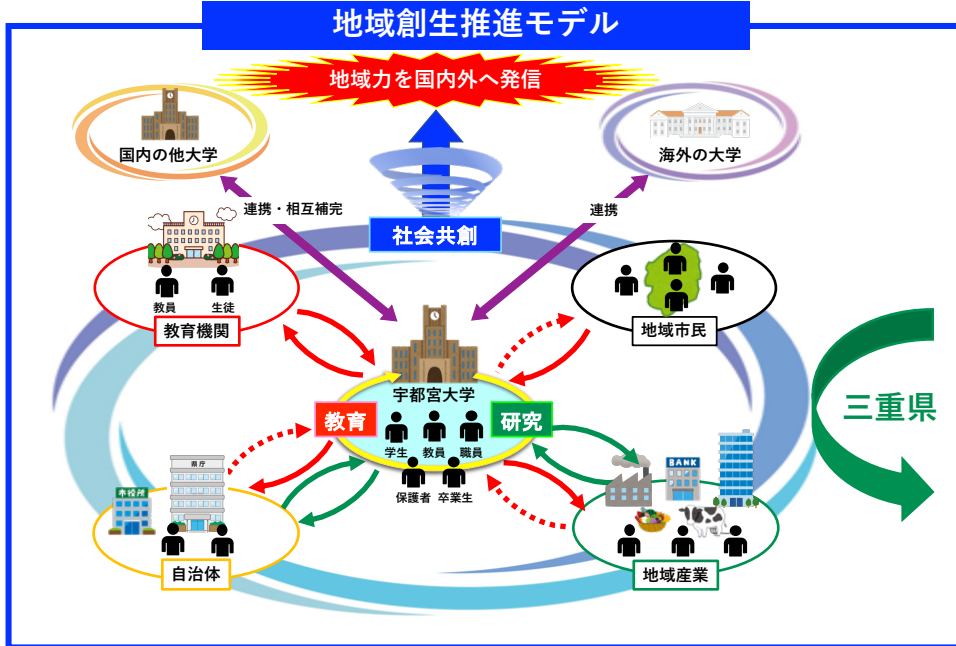 地域創生推進モデル
地域力を国内外へ発信
国内の他大学
海外の大学
連携・相互補完
連携
社会共創
教員
生徒
教育機関
地域市民
宇都宮大学
教育
研究
学生
教員
職員
保護者
卒業生
三重県
県庁
市役所
自治体
BANK
地域産業